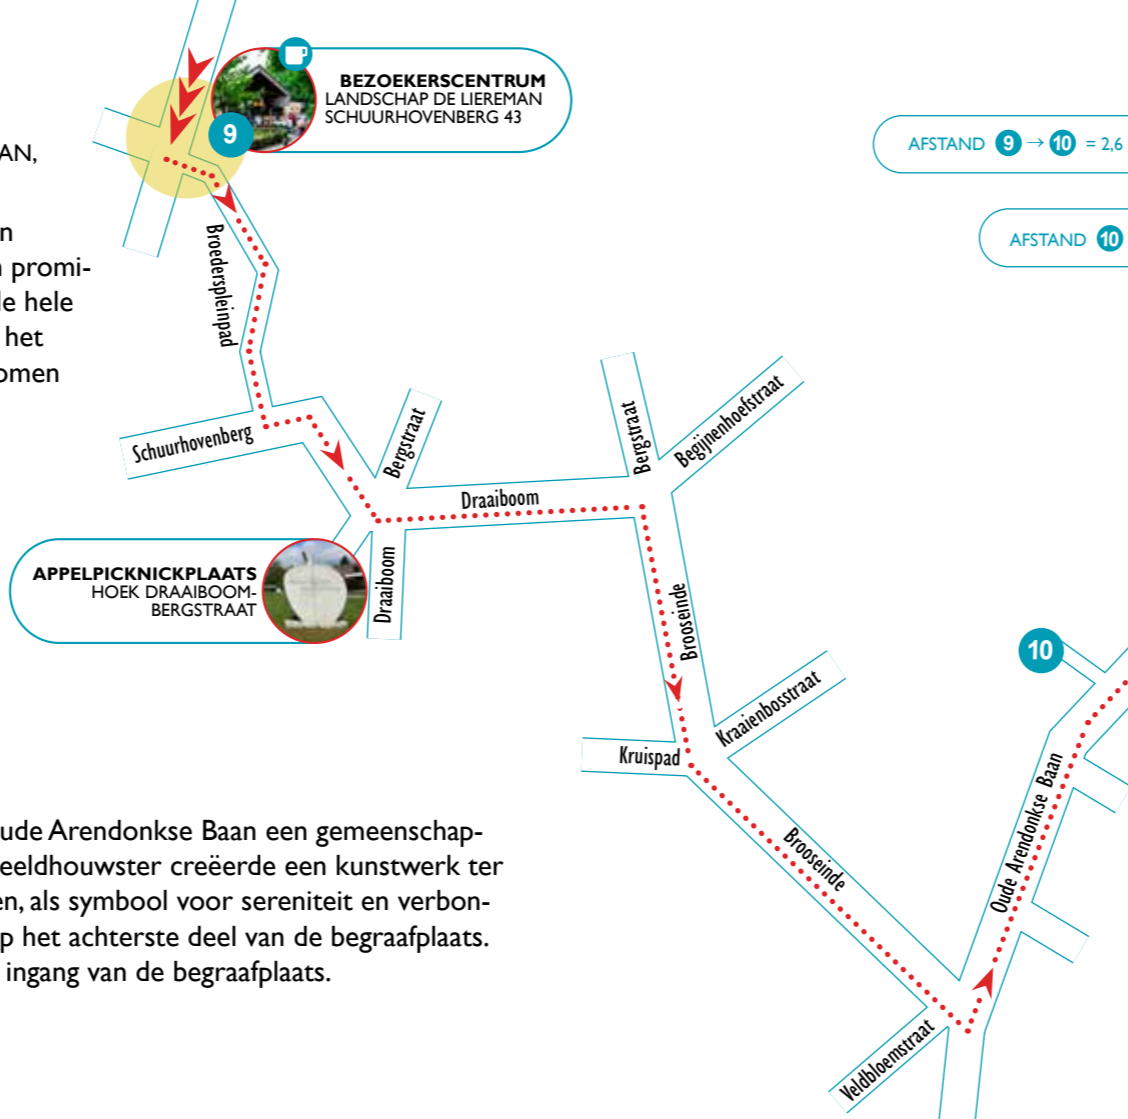 BEZOEKERSCENTRUM
LANDSCHAP DE LIEREMAN
SCHUURHOVENBERG 43
9
AFSTAND 9 → 10 = 2,6
AFSTAND 10
AN,
n
promi-
hele
het
omen
Broederspleinpad
Schuurhovenberg
Bergstraat
Draaiboom
Bergstraat
Begijnenhoefstraat
APPELPICKNICKPLAATS
HOEK DRAAIBOOM-
BERGSTRAAT
Draaiboom
Brooseinde
Kraaienbosstraat
Kruispad
10
Brooseinde
Oude Arendonkse Baan
Veldbloemstraat
ude Arendonkse Baan een gemeenschap-
eeldhouwster creëerde een kunstwerk ter
en, als symbool voor sereniteit en verbon-
p het achterste deel van de begraafplaats.
ingang van de begraafplaats.